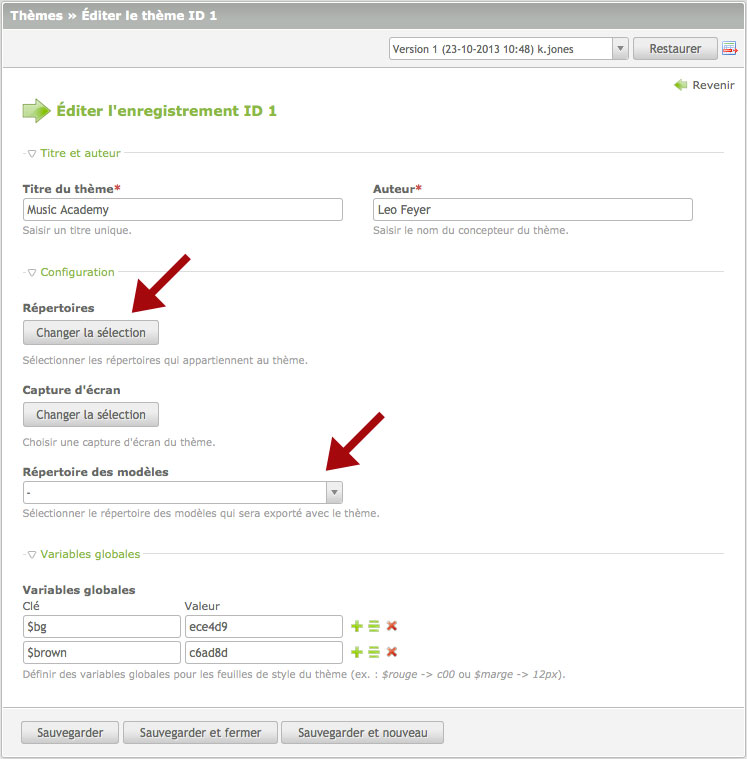 Thèmes » Éditer le thème ID 1
Version 1 (23-10-2013 10:48) k.jones
Restaurer
Revenir
Éditer l'enregistrement ID 1
Titre et auteur
Titre du thème* Auteur*
Music Academy Leo Feyer
Saisir un titre unique. Saisir le nom du concepteur du thème.
Configuration
Répertoires
Changer la sélection
Sélectionner les répertoires qui appartiennent au thème.
Capture d'écran
Changer la sélection
Choisir une capture d'écran du thème.
Répertoire des modèles
-
Sélectionner le répertoire des modèles qui sera exporté avec le thème.
Variables globales
Variables globales
Clé Valeur
$bg ece4d9
$brown c6ad8d
Définir des variables globales pour les feuilles de style du thème (ex. : $rouge -> c00 ou $marge -> 12px).
Sauvegarder Sauvegarder et fermer Sauvegarder et nouveau